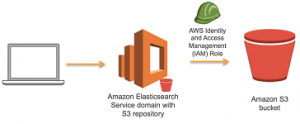 AWS Identity
and Access
Management
(IAM) Role
Amazon Elasticsearch
Service domain with
S3 repository
Amazon S3
bucket